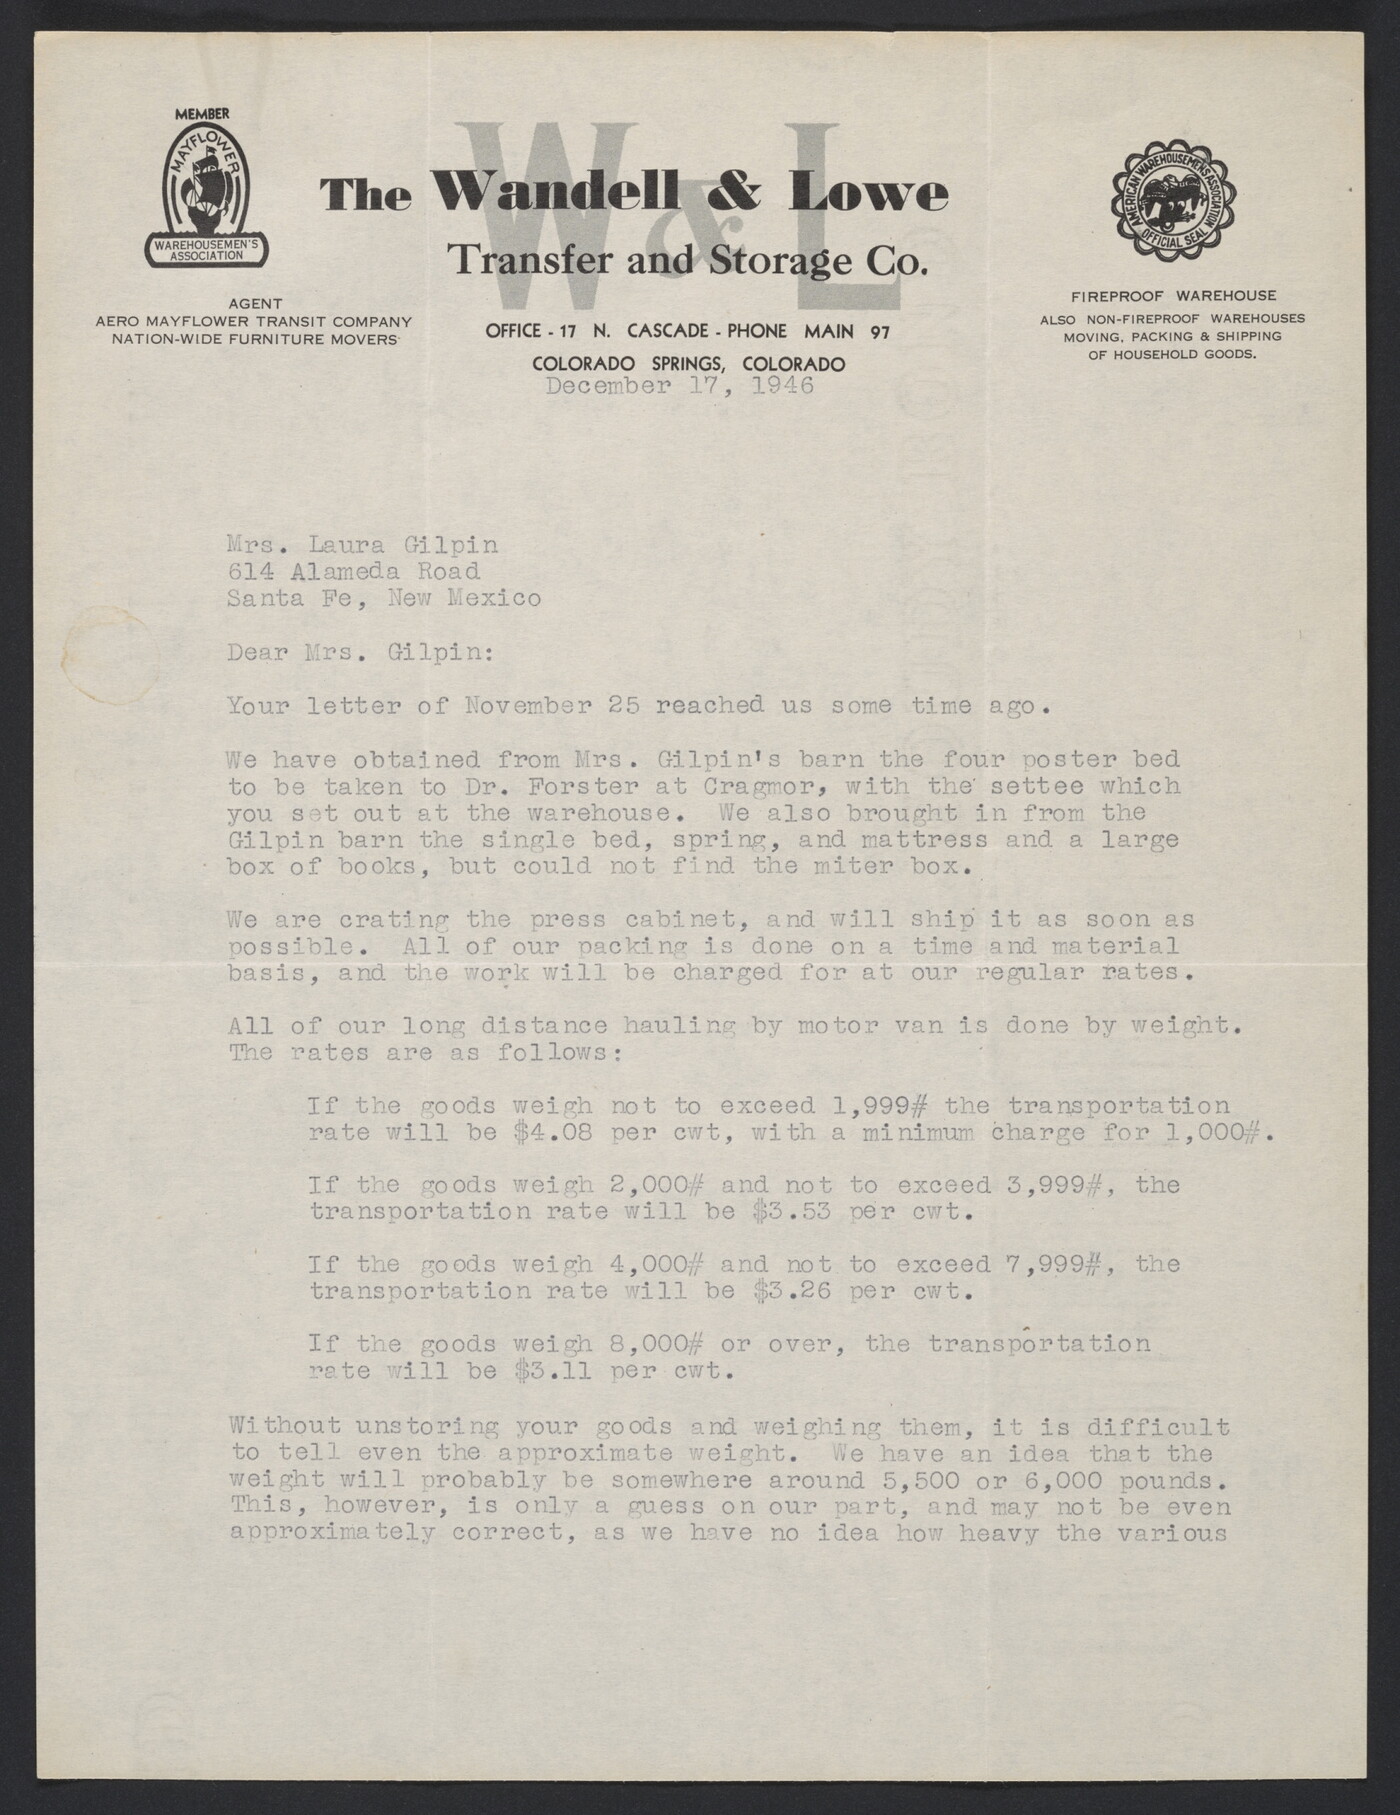 MEMBER
MAYFLOWER
WAREHOUSEMEN'S
ASSOCIATION
AGENT
AERO MAYFLOWER TRANSIT COMPANY
NATION-WIDE FURNITURE MOVERS
W & L
The Wandell & Lowe
Transfer and Storage Co.
OFFICE - 17 N. CASCADE - PHONE MAIN 97
COLORADO SPRINGS, COLORADO
AMERICAN WAREHOUSEMEN'S ASSOCIATION
OFFICIAL SEAL
FIREPROOF WAREHOUSE
ALSO NON-FIREPROOF WAREHOUSES
MOVING, PACKING & SHIPPING
OF HOUSEHOLD GOODS.
December 17, 1946
Mrs. Laura Gilpin
614 Alameda Road
Santa Fe, New Mexico
Dear Mrs. Gilpin:
Your letter of November 25 reached us some time ago.
We have obtained from Mrs. Gilpin's barn the four poster bed
to be taken to Dr. Forster at Cragmor, with the settee which
you set out at the warehouse. We also brought in from the
Gilpin barn the single bed, spring, and mattress and a large
box of books, but could not find the miter box.
We are crating the press cabinet, and will ship it as soon as
possible. All of our packing is done on a time and material
basis, and the work will be charged for at our regular rates.
All of our long distance hauling by motor van is done by weight.
The rates are as follows:
If the goods weigh not to exceed 1,999# the transportation
rate will be $4.08 per cwt, with a minimum charge for 1,000#.
If the goods weigh 2,000# and not to exceed 3,999#, the
transportation rate will be $3.53 per cwt.
If the goods weigh 4,000# and not to exceed 7,999#, the
transportation rate will be $3.26 per cwt.
If the goods weigh 8,000# or over, the transportation
rate will be $3.11 per cwt.
Without unstoring your goods and weighing them, it is difficult
to tell even the approximate weight. We have an idea that the
weight will probably be somewhere around 5,500 or 6,000 pounds.
This, however, is only a guess on our part, and may not be even
approximately correct, as we have no idea how heavy the various